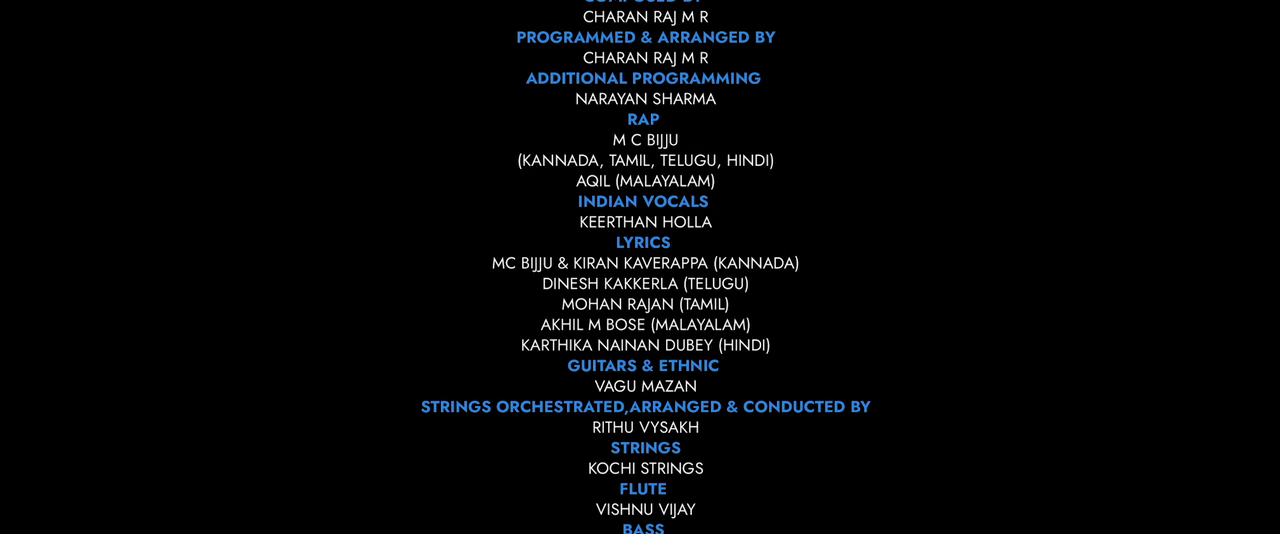 COMPOSED BY
CHARAN RAJ M R
PROGRAMMED & ARRANGED BY
CHARAN RAJ M R
ADDITIONAL PROGRAMMING
NARAYAN SHARMA
RAP
M C BIJJU
(KANNADA, TAMIL, TELUGU, HINDI)
AQIL (MALAYALAM)
INDIAN VOCALS
KEERTHAN HOLLA
LYRICS
MC BIJJU & KIRAN KAVERAPPA (KANNADA)
DINESH KAKKERLA (TELUGU)
MOHAN RAJAN (TAMIL)
AKHIL M BOSE (MALAYALAM)
KARTHIKA NAINAN DUBEY (HINDI)
GUITARS & ETHNIC
VAGU MAZAN
STRINGS ORCHESTRATED,ARRANGED & CONDUCTED BY
RITHU VYSAKH
STRINGS
KOCHI STRINGS
FLUTE
VISHNU VIJAY
BASS